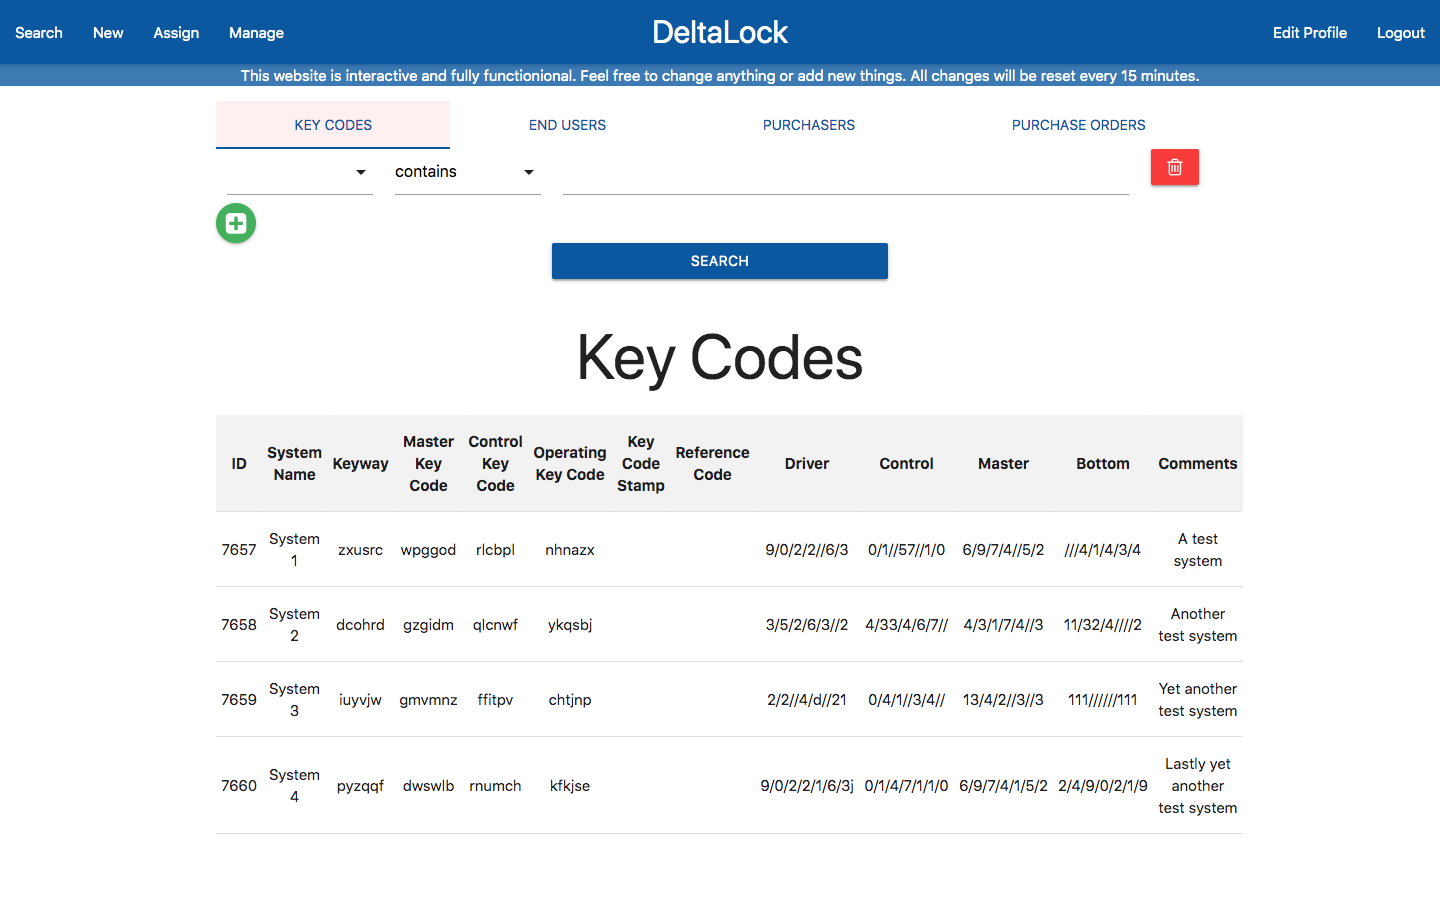 Search New Assign Manage DeltaLock Edit Profile Logout
This website is interactive and fully functionional. Feel free to change anything or add new things. All changes will be reset every 15 minutes.
KEY CODES END USERS PURCHASERS PURCHASE ORDERS
contains
SEARCH
Key Codes
ID System Name Keyway Master Key Code Control Key Code Operating Key Code Key Code Stamp Reference Code Driver Control Master Bottom Comments
7657 System 1 zxusrc wpggod rlcbpl nhnazx 9/0/2/2//6/3 0/1//57//1/0 6/9/7/4//5/2 ///4/1/4/3/4 A test system
7658 System 2 dcohrd gzgidm qlcnwf ykqsbj 3/5/2/6/3//2 4/33/4/6/7// 4/3/1/7/4//3 11/32/4////2 Another test system
7659 System 3 iuyvjw gmvmnz ffitpv chtjnp 2/2//4/d//21 0/4/1//3/4// 13/4/2//3//3 111//////111 Yet another test system
7660 System 4 pyzqqf dwswlb rnumch kfkjse 9/0/2/2/1/6/3j 0/1/4/7/1/1/0 6/9/7/4/1/5/2 2/4/9/0/2/1/9 Lastly yet another test system